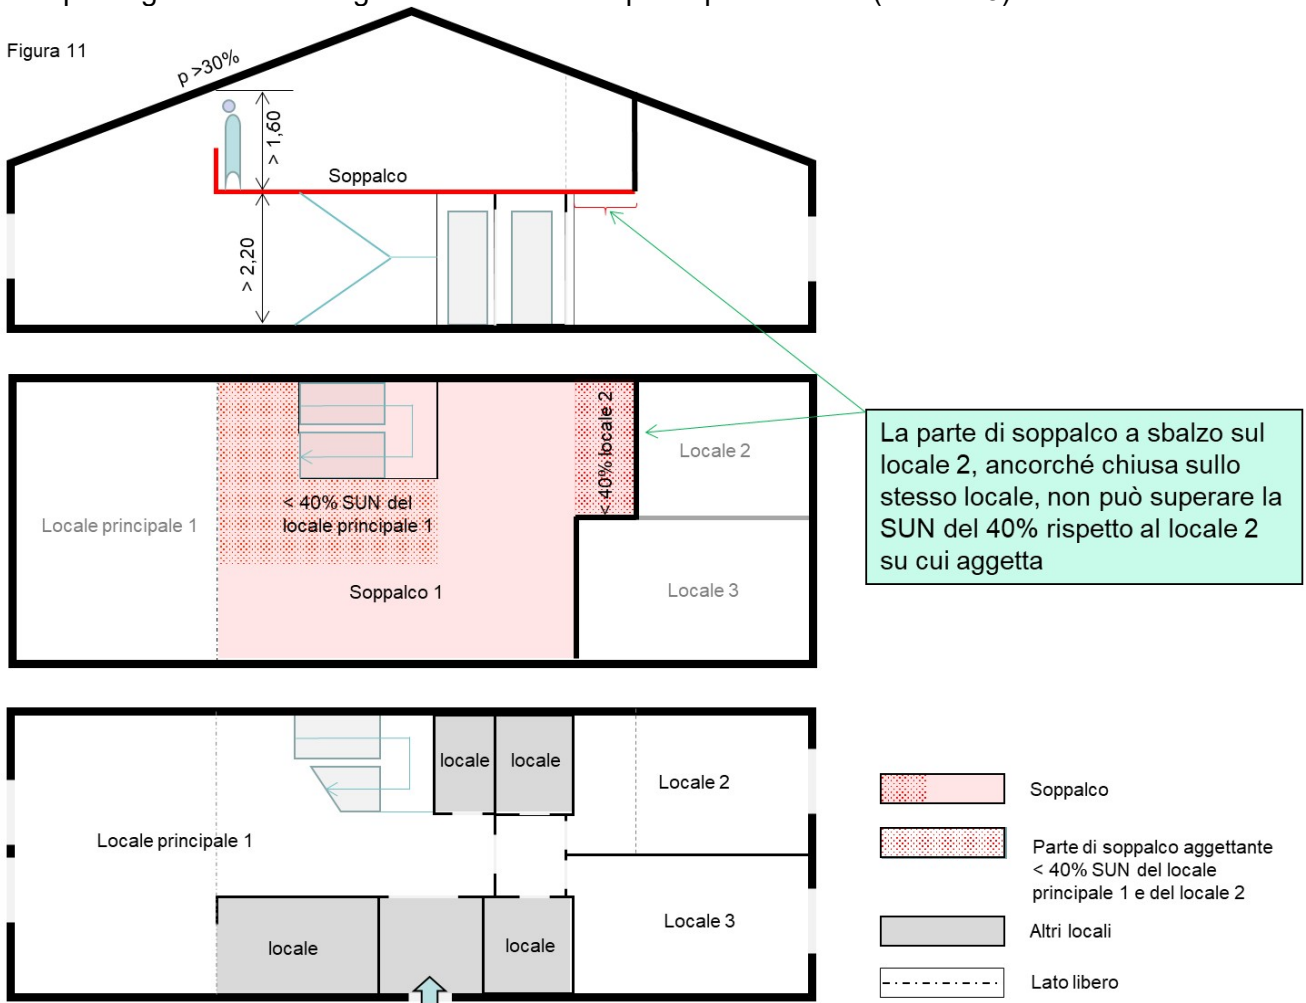 Figura 11
p >30%
> 1,60
Soppalco
> 2,20
Locale principale 1
< 40% SUN del
locale principale 1
Soppalco 1
< 40% locale 2
Locale 2
Locale 3
La parte di soppalco a sbalzo sul
locale 2, ancorché chiusa sullo
stesso locale, non può superare la
SUN del 40% rispetto al locale 2
su cui aggetta
locale
locale
Locale 2
Locale principale 1
Locale 3
locale
locale
Soppalco
Parte di soppalco aggettante
< 40% SUN del locale
principale 1 e del locale 2
Altri locali
Lato libero